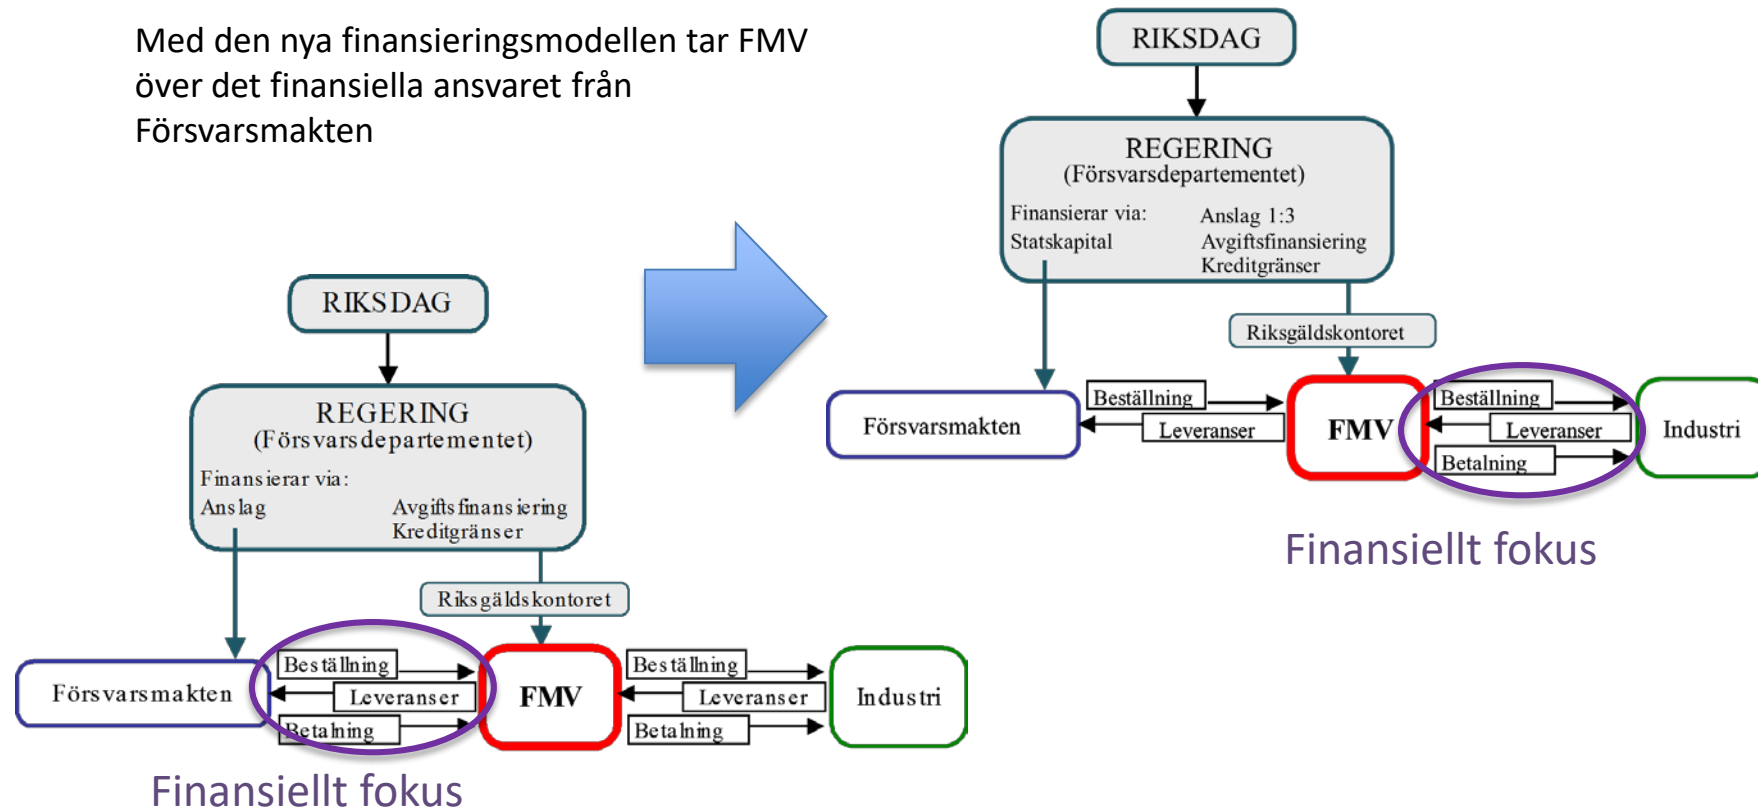 Med den nya finansieringsmodellen tar FMV
över det finansiella ansvaret från
Försvarsmakten
RIKSDAG
REGERING
(Försvarsdepartementet)
Finansierar via:
Anslag
Avgiftsfinansiering
Kreditgränser
Riksgäldskontoret
Försvarsmakten
Beställning
Leveranser
Betalning
FMV
Beställning
Leveranser
Betalning
Industri
Finansiellt fokus
RIKSDAG
REGERING
(Försvarsdepartementet)
Finansierar via:
Anslag 1:3
Statskapital
Avgiftsfinansiering
Kreditgränser
Riksgäldskontoret
Försvarsmakten
Beställning
Leveranser
FMV
Beställning
Leveranser
Betalning
Industri
Finansiellt fokus